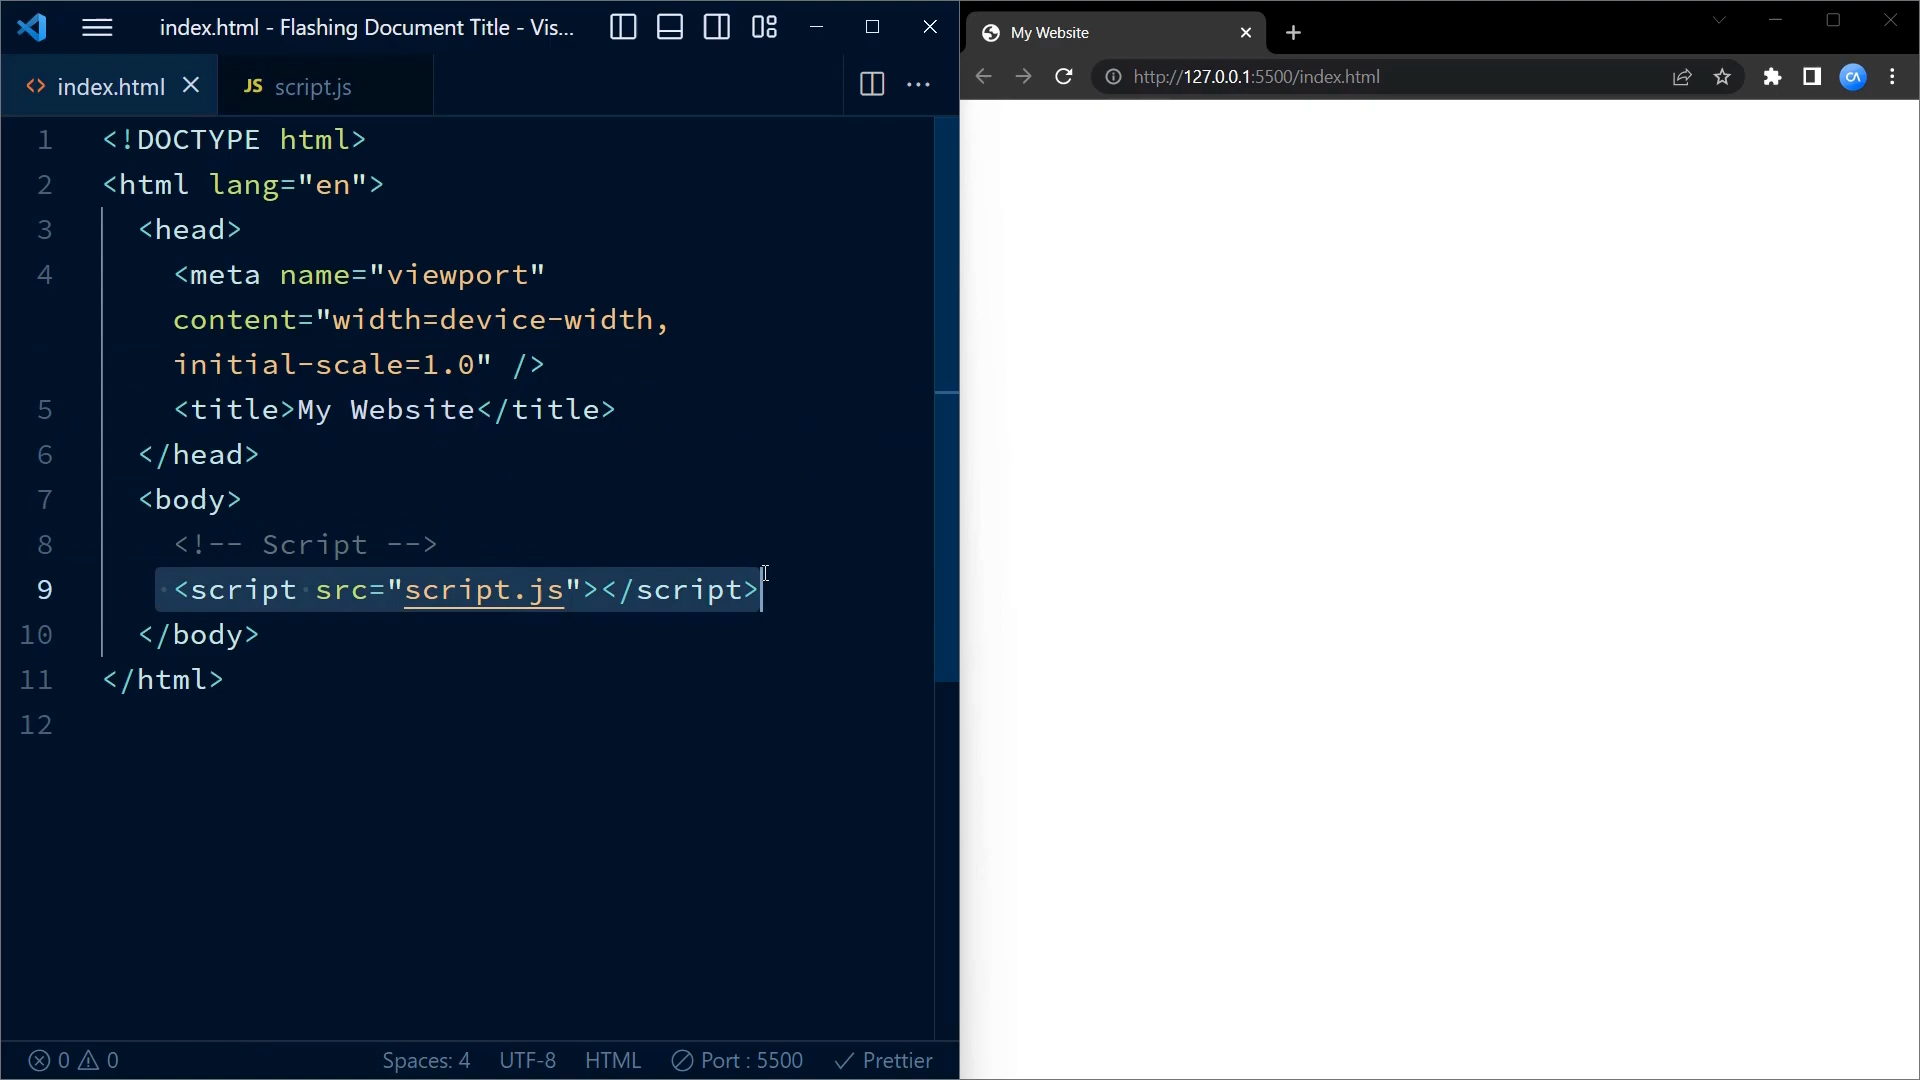 index.html - Flashing Document Title - Vis...
index.html
JS script.js
1 <!DOCTYPE html>
2 <html lang="en">
3 <head>
4 <meta name="viewport"
content="width=device-width,
initial-scale=1.0" />
5 <title>My Website</title>
6 </head>
7 <body>
8 <!-- Script -->
9 <script src="script.js"></script>
10 </body>
11 </html>
12
0 0 Spaces: 4 UTF-8 HTML Port : 5500 Prettier
My Website
http://127.0.0.1:5500/index.html
CA